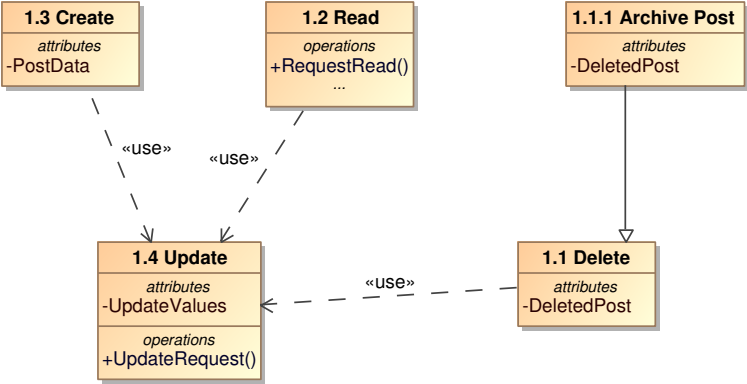 1.3 Create
attributes
-PostData
1.2 Read
operations
+RequestRead()
...
1.1.1 Archive Post
attributes
-DeletedPost
«use»
«use»
1.4 Update
attributes
-UpdateValues
operations
+UpdateRequest()
«use»
1.1 Delete
attributes
-DeletedPost